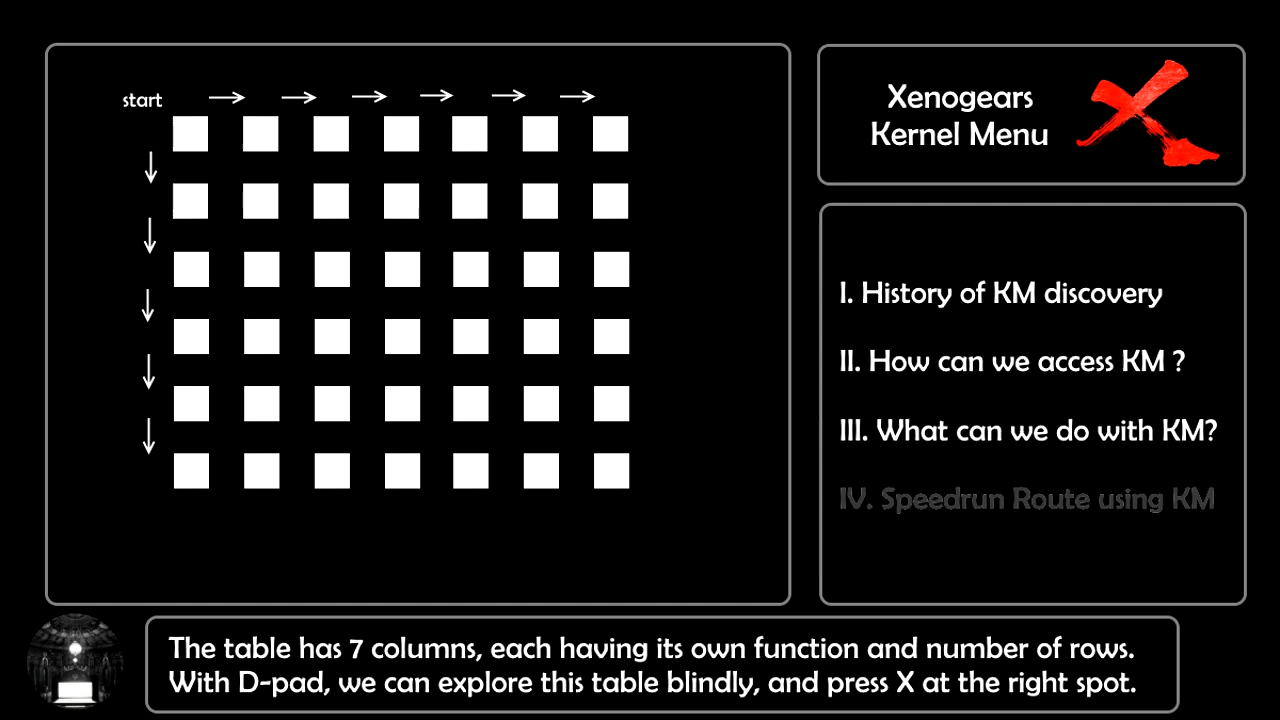 start
Xenogears
Kernel Menu
I. History of KM discovery
II. How can we access KM ?
III. What can we do with KM?
IV. Speedrun Route using KM
The table has 7 columns, each having its own function and number of rows.
With D-pad, we can explore this table blindly, and press X at the right spot.